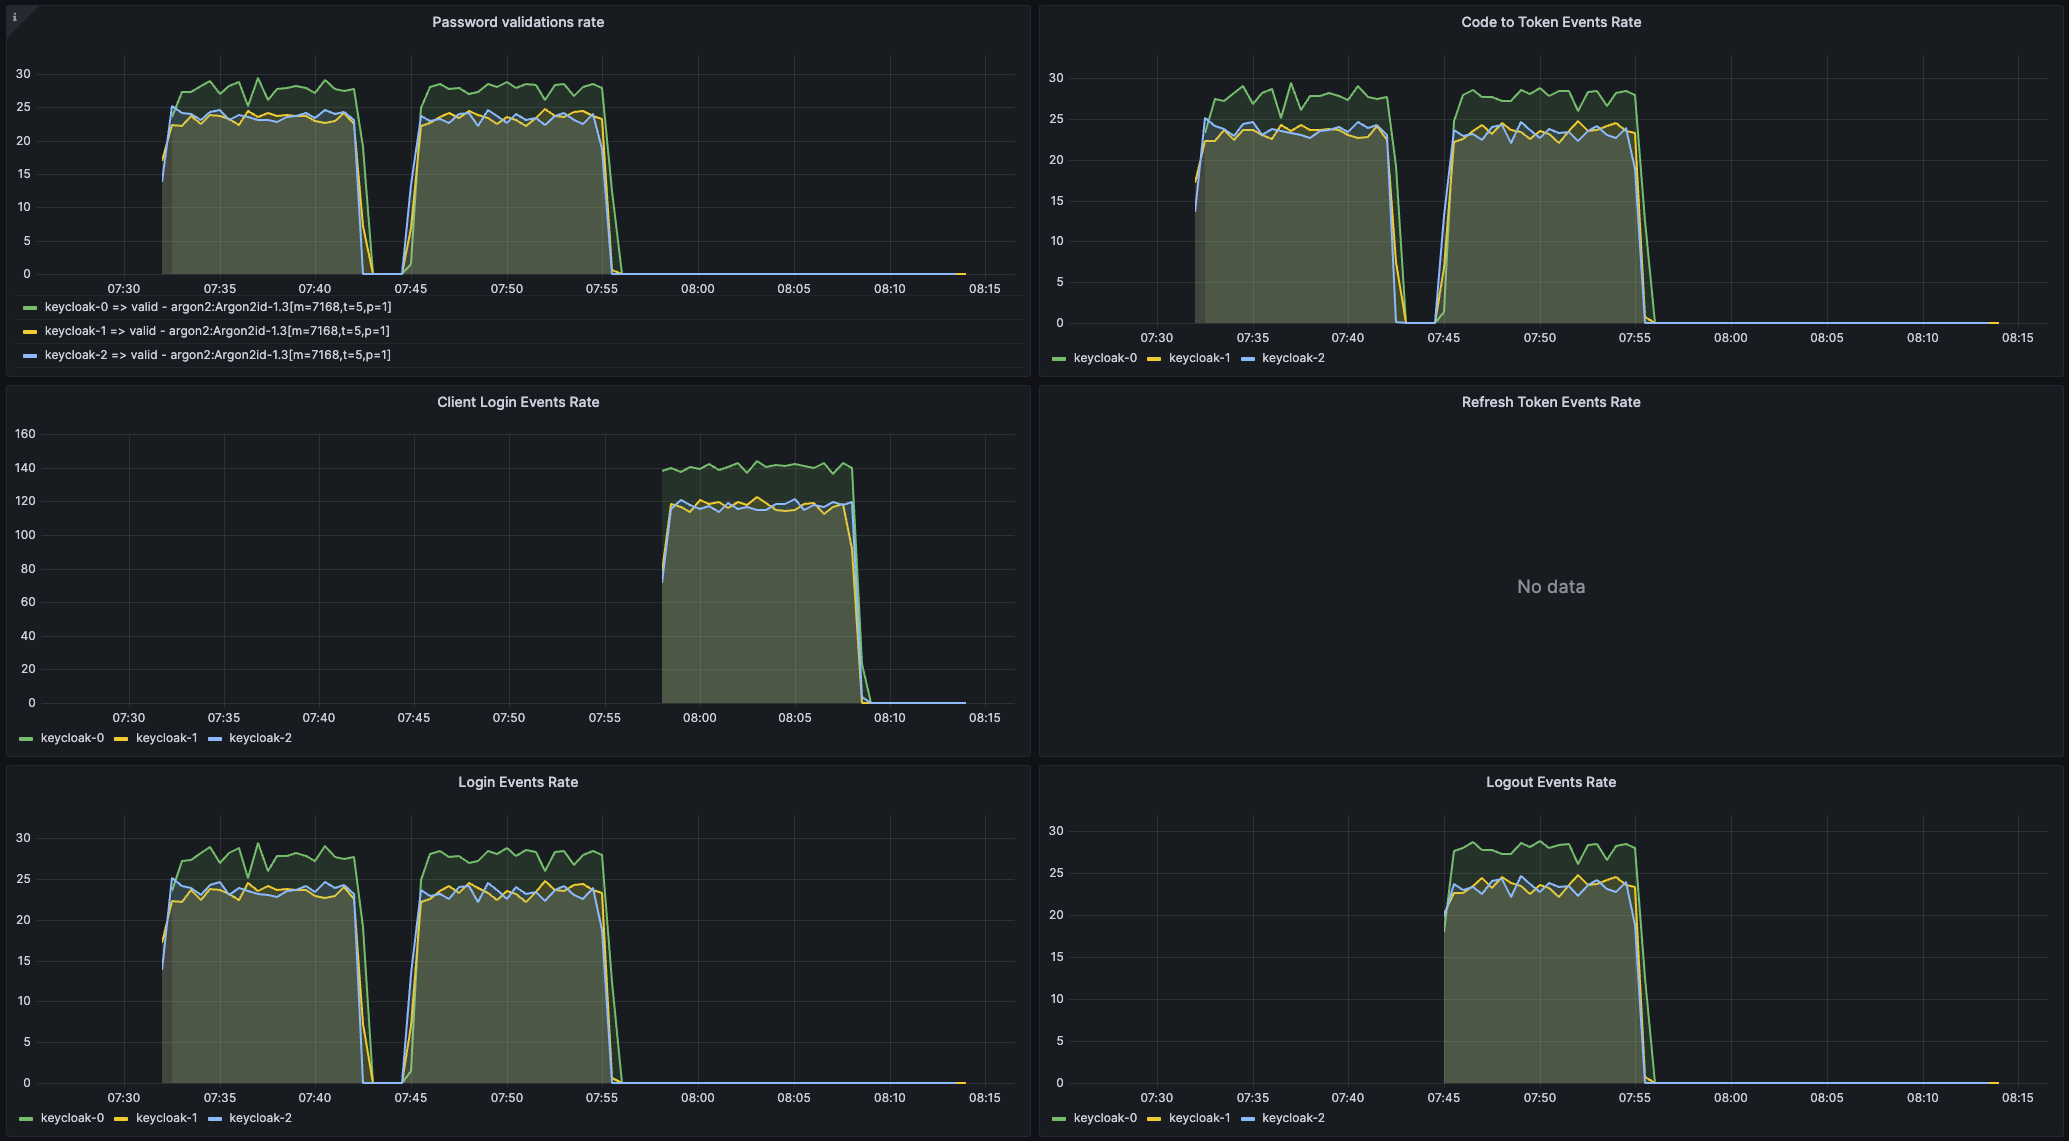 i
Password validations rate
30
25
20
15
10
5
0
07:30 07:35 07:40 07:45 07:50 07:55 08:00 08:05 08:10 08:15
keycloak-0 => valid - argon2:Argon2id-1.3[m=7168,t=5,p=1]
keycloak-1 => valid - argon2:Argon2id-1.3[m=7168,t=5,p=1]
keycloak-2 => valid - argon2:Argon2id-1.3[m=7168,t=5,p=1]
Code to Token Events Rate
30
25
20
15
10
5
0
07:30 07:35 07:40 07:45 07:50 07:55 08:00 08:05 08:10 08:15
keycloak-0 keycloak-1 keycloak-2
Client Login Events Rate
160
140
120
100
80
60
40
20
0
07:30 07:35 07:40 07:45 07:50 07:55 08:00 08:05 08:10 08:15
keycloak-0 keycloak-1 keycloak-2
Refresh Token Events Rate
No data
Login Events Rate
30
25
20
15
10
5
0
07:30 07:35 07:40 07:45 07:50 07:55 08:00 08:05 08:10 08:15
keycloak-0 keycloak-1 keycloak-2
Logout Events Rate
30
25
20
15
10
5
0
07:30 07:35 07:40 07:45 07:50 07:55 08:00 08:05 08:10 08:15
keycloak-0 keycloak-1 keycloak-2